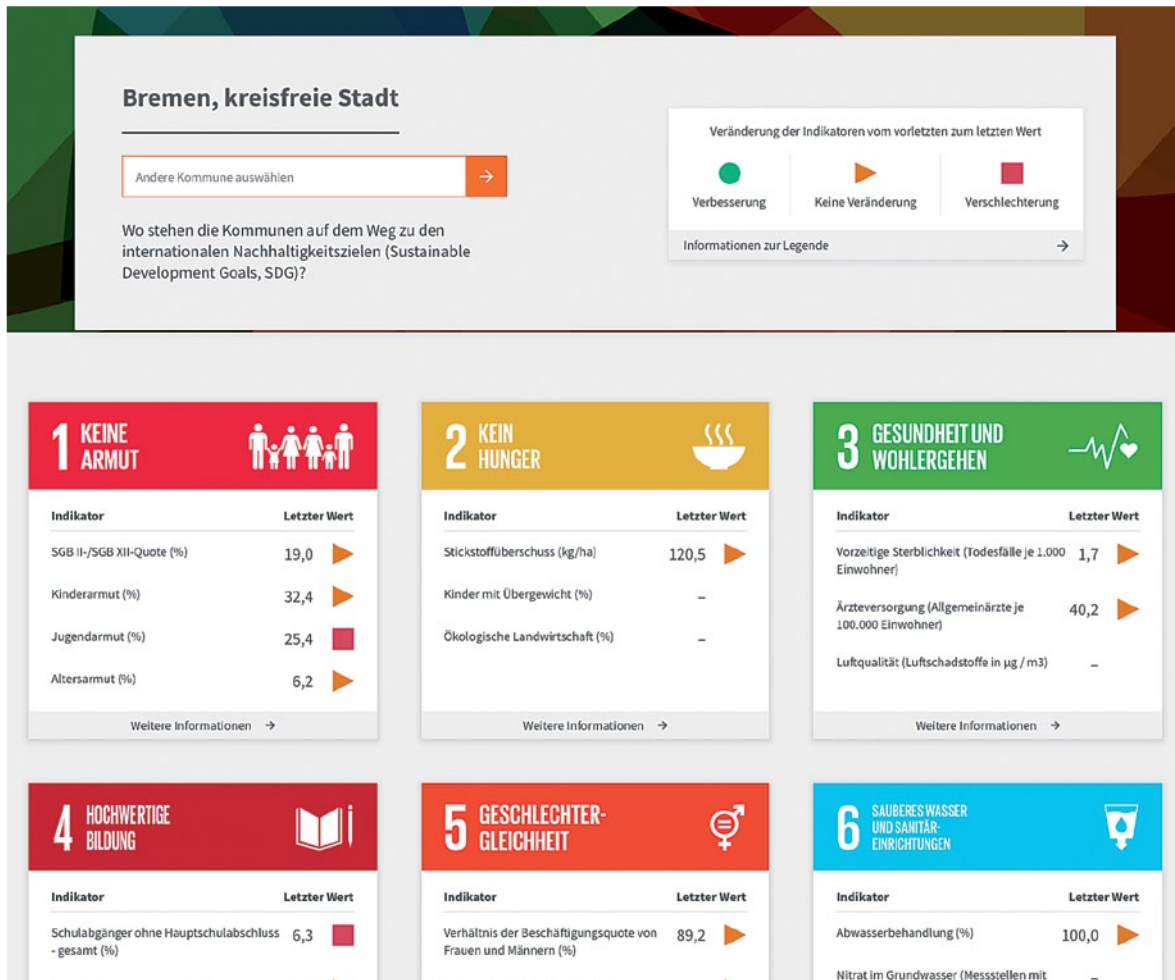 Bremen, kreisfreie Stadt
Andere Kommune auswählen
Wo stehen die Kommunen auf dem Weg zu den
internationalen Nachhaltigkeitszielen (Sustainable
Development Goals, SDG)?
Veränderung der Indikatoren vom vorletzten zum letzten Wert
Verbesserung
Keine Veränderung
Verschlechterung
Informationen zur Legende
1 KEINE
ARMUT
Indikator Letzter Wert
SGB II-/SGB XII-Quote (%) 19,0
Kinderarmut (%) 32,4
Jugendarmut (%) 25,4
Altersarmut (%) 6,2
Weitere Informationen
2 KEIN
HUNGER
Indikator Letzter Wert
Stickstoffüberschuss (kg/ha) 120,5
Kinder mit Übergewicht (%) –
Ökologische Landwirtschaft (%) –
Weitere Informationen
3 GESUNDHEIT UND
WOHLERGEHEN
Indikator Letzter Wert
Vorzeitige Sterblichkeit (Todesfälle je 1.000 1,7
Einwohner)
Ärzteversorgung (Allgemeinärzte je 40,2
100.000 Einwohner)
Luftqualität (Luftschadstoffe in µg / m3) –
Weitere Informationen
4 HOCHWERTIGE
BILDUNG
Indikator Letzter Wert
Schulabgänger ohne Hauptschulabschluss 6,3
- gesamt (%)
5 GESCHLECHTER-
GLEICHHEIT
Indikator Letzter Wert
Verhältnis der Beschäftigungsquote von 89,2
Frauen und Männern (%)
6 SAUBERES WASSER
UND SANITÄR-
EINRICHTUNGEN
Indikator Letzter Wert
Abwasserbehandlung (%) 100,0
Nitrat im Grundwasser (Messstellen mit –